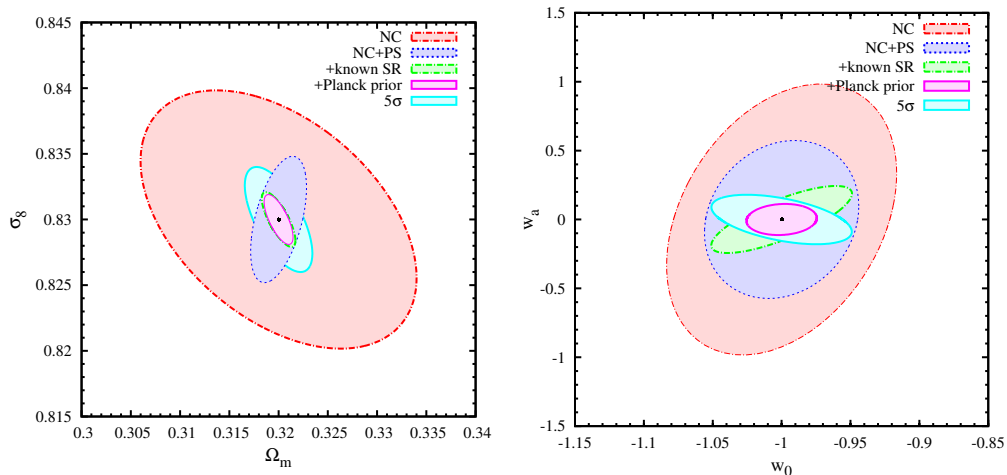 NC
NC+PS
+known SR
+Planck prior
5σ
0.845
0.84
0.835
0.83
0.825
0.82
0.815
σ8
0.3
0.305
0.31
0.315
0.32
0.325
0.33
0.335
0.34
Ωm
NC
NC+PS
+known SR
+Planck prior
5σ
1.5
1
0.5
0
-0.5
-1
-1.5
wa
-1.15
-1.1
-1.05
-1
-0.95
-0.9
-0.85
w0